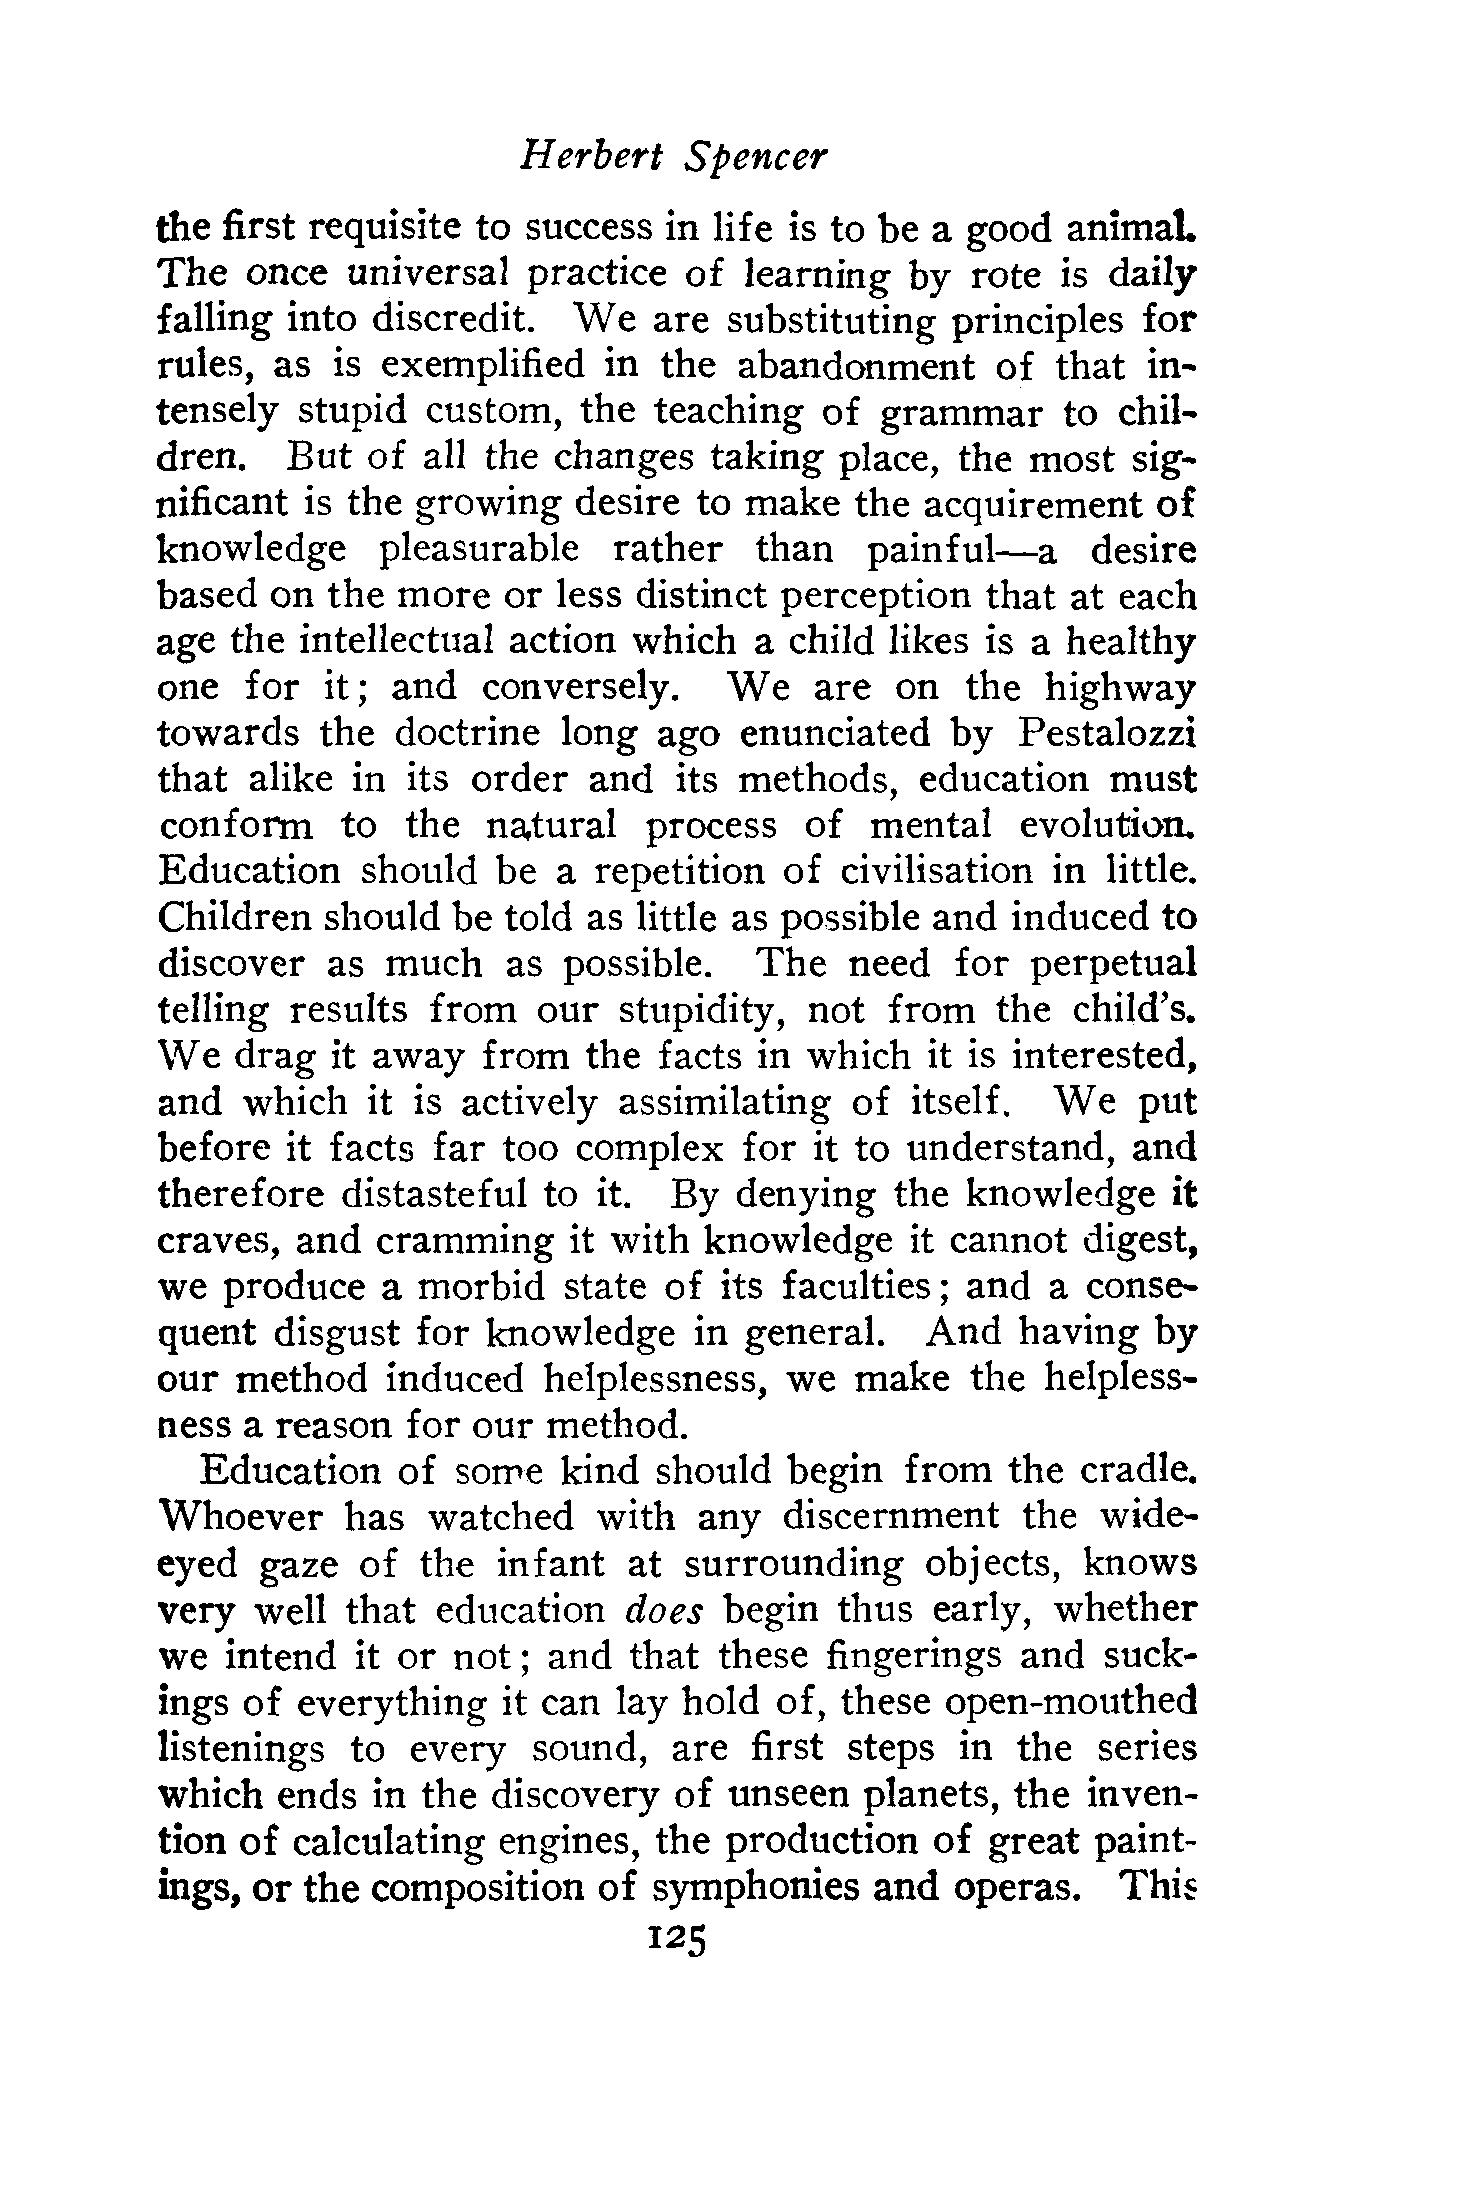 Herbert Spencer
the first requisite to success in life is to be a good animal.
The once universal practice of learning by rote is daily
falling into discredit. We are substituting principles for
rules, as is exemplified in the abandonment of that in-
tensely stupid custom, the teaching of grammar to chil-
dren. But of all the changes taking place, the most sig-
nificant is the growing desire to make the acquirement of
knowledge pleasurable rather than painful—a desire
based on the more or less distinct perception that at each
age the intellectual action which a child likes is a healthy
one for it; and conversely. We are on the highway
towards the doctrine long ago enunciated by Pestalozzi
that alike in its order and its methods, education must
conform to the natural process of mental evolution.
Education should be a repetition of civilisation in little.
Children should be told as little as possible and induced to
discover as much as possible. The need for perpetual
telling results from our stupidity, not from the child's.
We drag it away from the facts in which it is interested,
and which it is actively assimilating of itself. We put
before it facts far too complex for it to understand, and
therefore distasteful to it. By denying the knowledge it
craves, and cramming it with knowledge it cannot digest,
we produce a morbid state of its faculties; and a conse-
quent disgust for knowledge in general. And having by
our method induced helplessness, we make the helpless-
ness a reason for our method.
Education of some kind should begin from the cradle.
Whoever has watched with any discernment the wide-
eyed gaze of the infant at surrounding objects, knows
very well that education does begin thus early, whether
we intend it or not; and that these fingerings and suck-
ings of everything it can lay hold of, these open-mouthed
listenings to every sound, are first steps in the series
which ends in the discovery of unseen planets, the inven-
tion of calculating engines, the production of great paint-
ings, or the composition of symphonies and operas. This
125